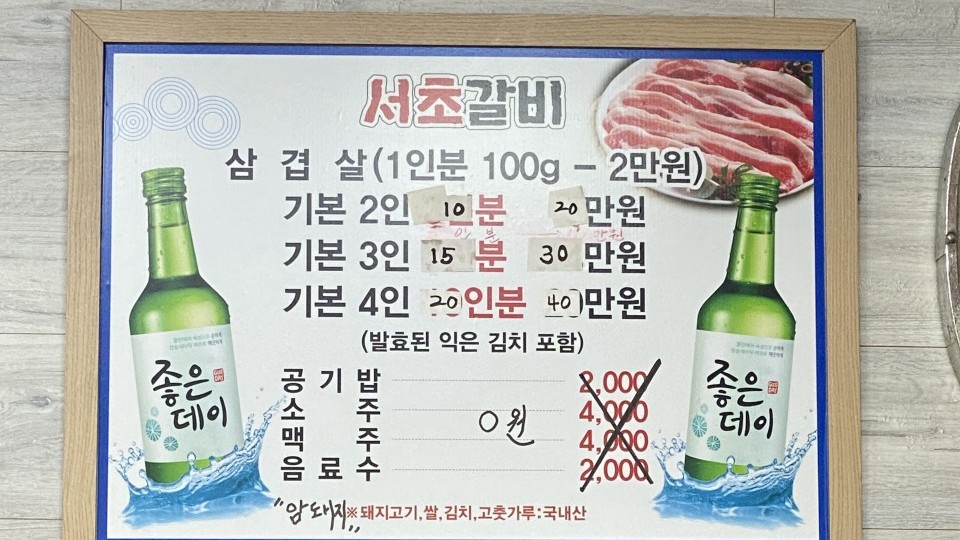 서초갈비
삼 겹 살(1인분 100g - 2만원)
기본 2인 10인분 20만원
기본 3인 15 분 30만원
기본 4인 20인분 40만원
(발효된 익은 김치 포함)
공 기 밥 2,000
소 주 4,000
0원
맥 주 4,000
음 료 수 2,000
"암돼지" ※돼지고기,쌀,김치,고춧가루:국내산
좋은데이
좋은데이